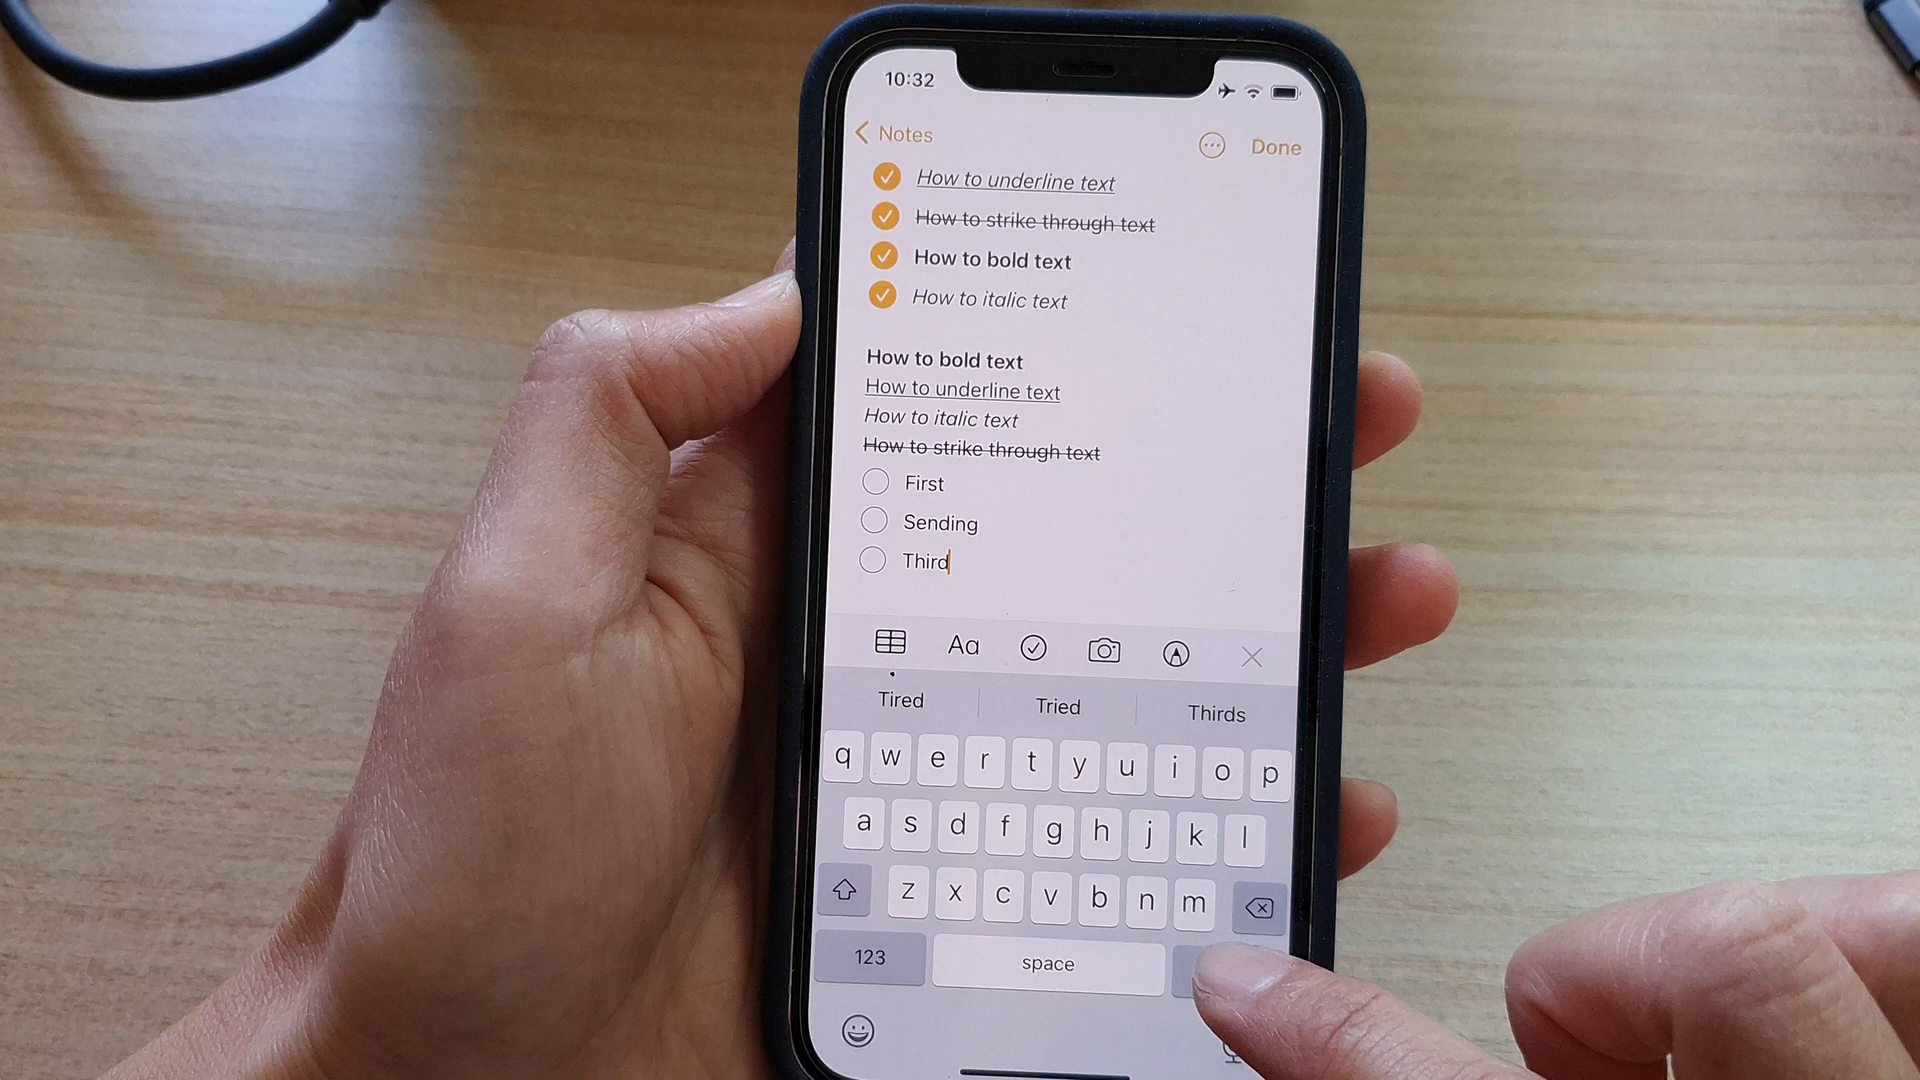 10:32
Notes
Done
How to underline text
How to strike through text
How to bold text
How to italic text
How to bold text
How to underline text
How to italic text
How to strike through text
First
Sending
Third
Aa
Tired Tried Thirds
q w e r t y u i o p
a s d f g h j k l
z x c v b n m
123 space